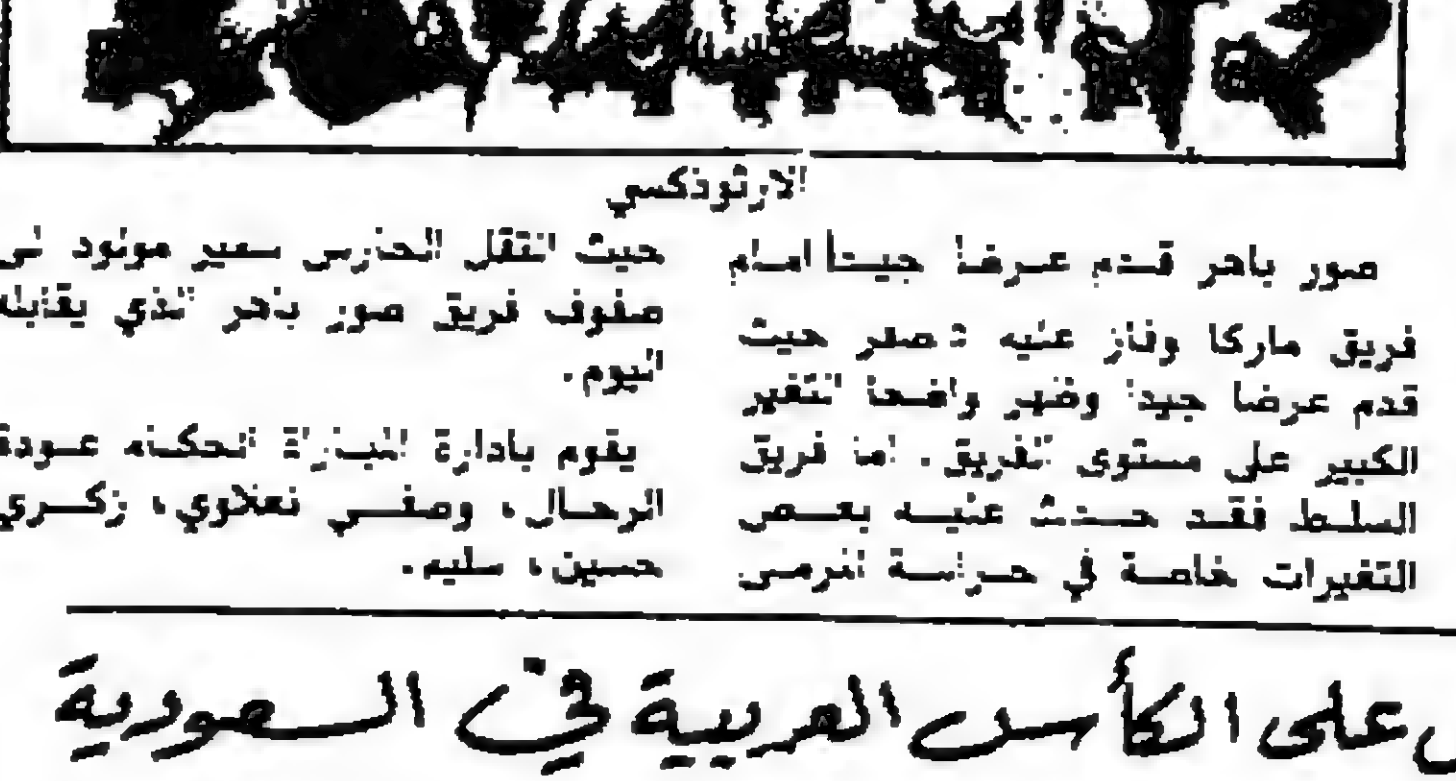 الارثوذكسي
صور باهر قدم عرضا جيدا امام
فريق ماركا وفاز عليه : صفر حيث
قدم عرضا جيدا وظهر واضحا التغير
الكبير على مستوى الفريق . اما فريق
السلط فقد حدث عليه بعض
التغيرات خاصة في حراسة المرمى
حيث انتقل الحارس سمير مولود الى
صفوف فريق صور باهر الذي يقابله
اليوم .
يقوم بادارة المباراة الحكام عودة
الرحال ، وصفي نعلاوي ، زكري
حسين ، سليم .
على الكأس العربية في السعودية